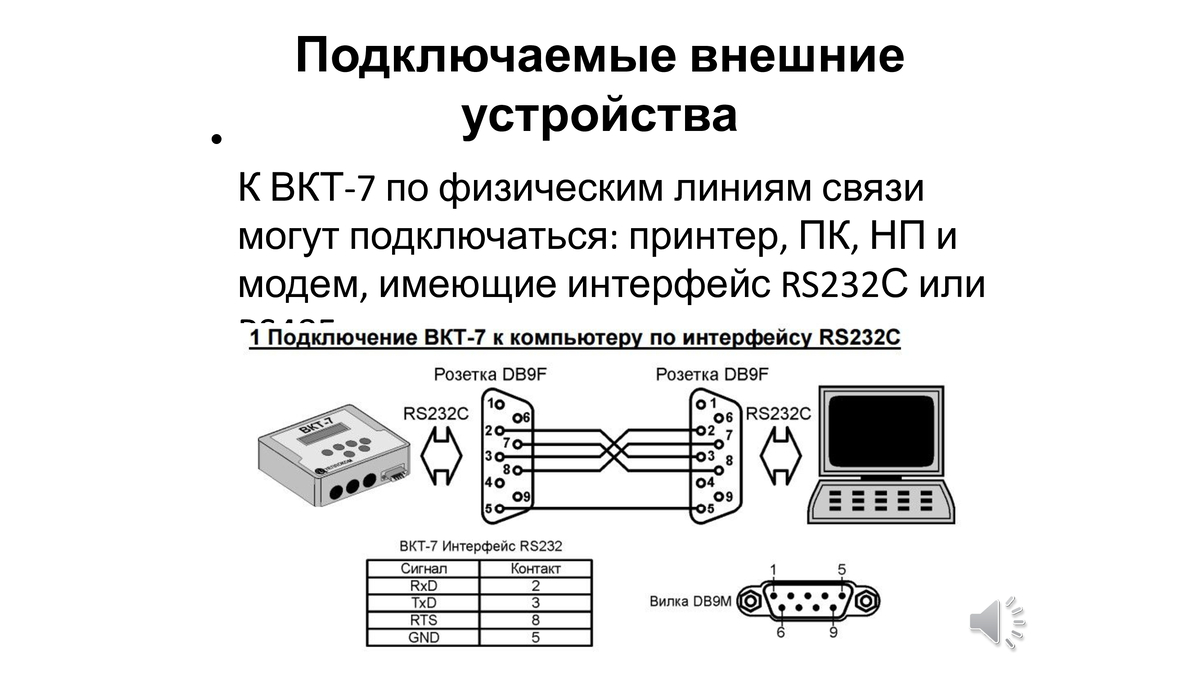 Подключаемые внешние
устройства
К ВКТ-7 по физическим линиям связи
могут подключаться: принтер, ПК, НП и
модем, имеющие интерфейс RS232С или
1 Подключение ВКТ-7 к компьютеру по интерфейсу RS232C
Розетка DB9F Розетка DB9F
RS232C RS232C
ВКТ-7
1 6 2 7 3 8 4 9 5
1 6 2 7 3 8 4 9 5
ВКТ-7 Интерфейс RS232
Сигнал Контакт
RxD 2
TxD 3
RTS 8
GND 5
Вилка DB9M
1 5
6 9